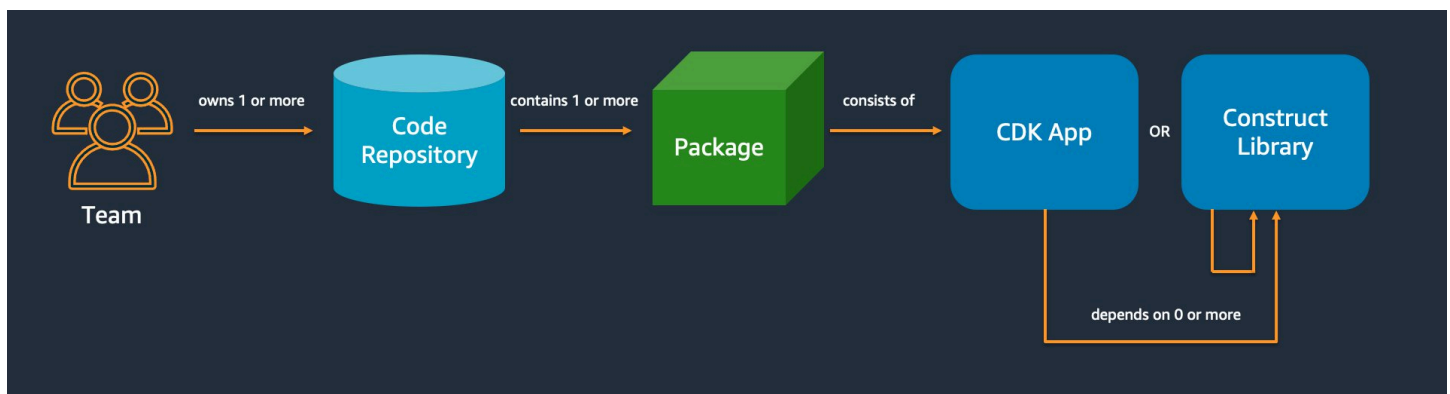 Team
owns 1 or more
Code
Repository
contains 1 or more
Package
consists of
CDK App
OR
Construct
Library
depends on 0 or more